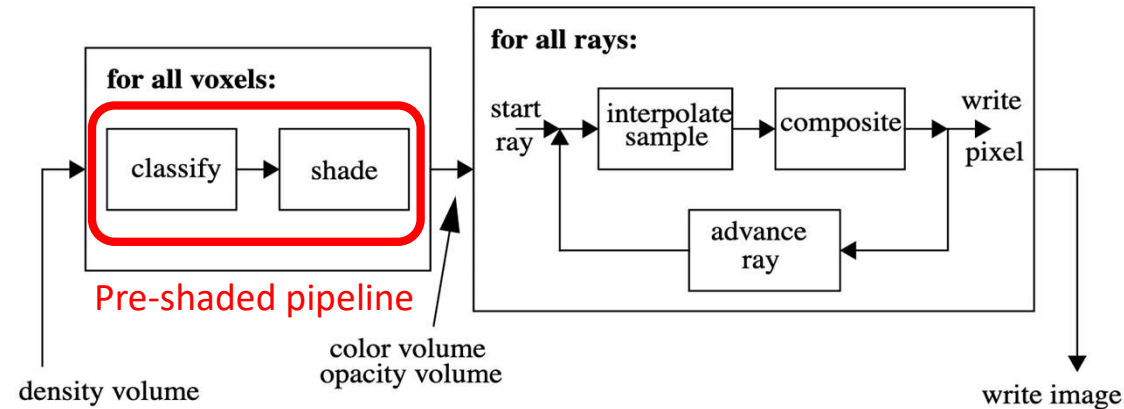 for all voxels:
classify
shade
Pre-shaded pipeline
density volume
color volume
opacity volume
for all rays:
start
ray
interpolate
sample
composite
write
pixel
advance
ray
write image